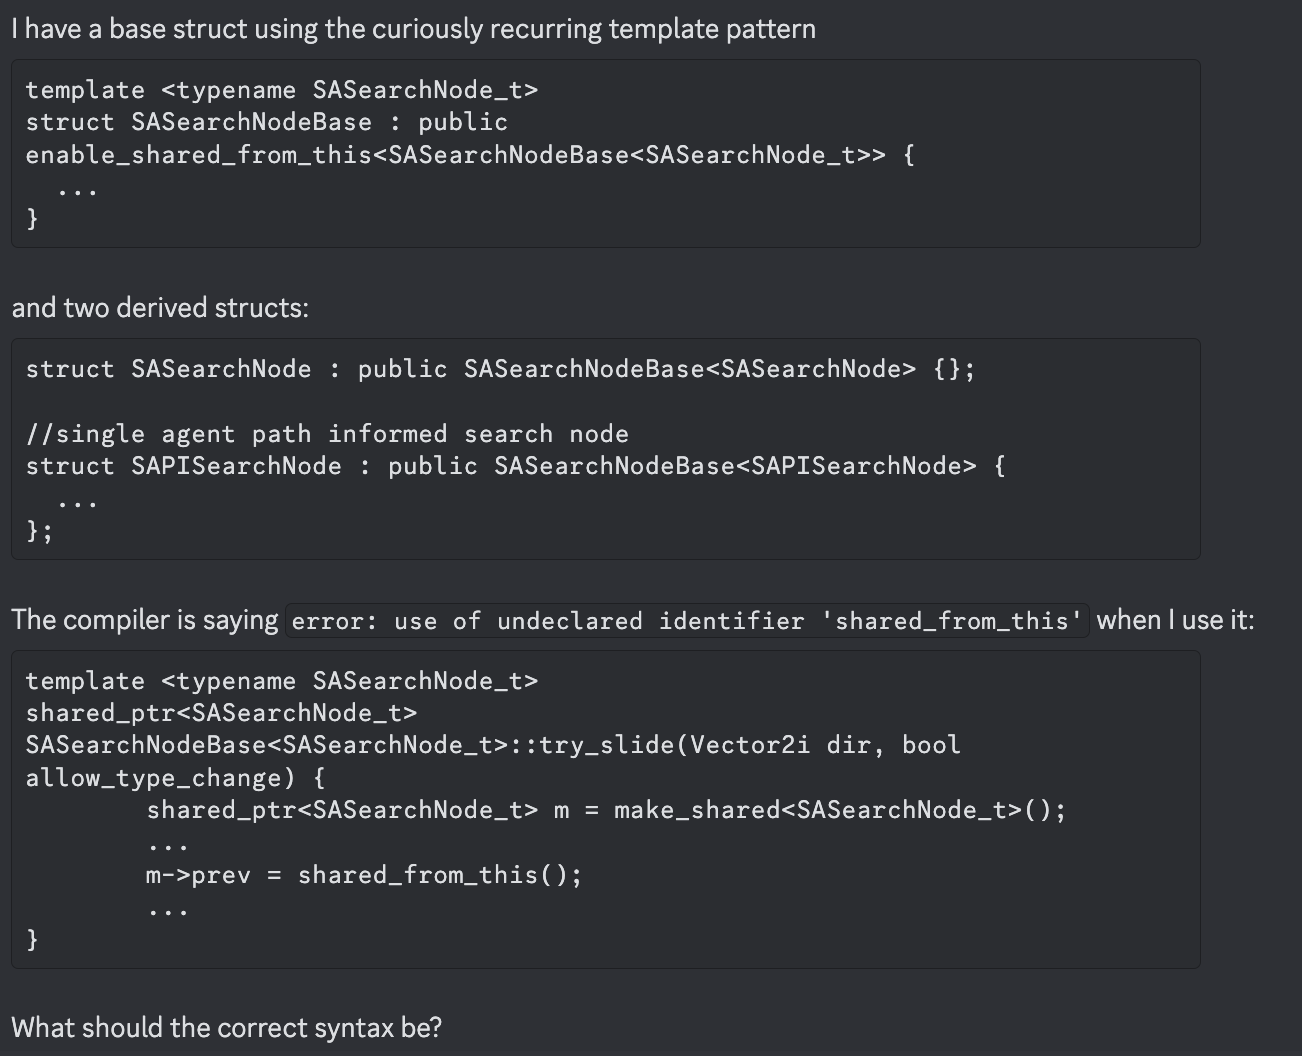 I have a base struct using the curiously recurring template pattern
template <typename SASearchNode_t>
struct SASearchNodeBase : public
enable_shared_from_this<SASearchNodeBase<SASearchNode_t>> {
  ...
}
and two derived structs:
struct SASearchNode : public SASearchNodeBase<SASearchNode> {};
//single agent path informed search node
struct SAPISearchNode : public SASearchNodeBase<SAPISearchNode> {
  ...
};
The compiler is saying error: use of undeclared identifier 'shared_from_this' when I use it:
template <typename SASearchNode_t>
shared_ptr<SASearchNode_t>
SASearchNodeBase<SASearchNode_t>::try_slide(Vector2i dir, bool
allow_type_change) {
        shared_ptr<SASearchNode_t> m = make_shared<SASearchNode_t>();
        ...
        m->prev = shared_from_this();
        ...
}
What should the correct syntax be?